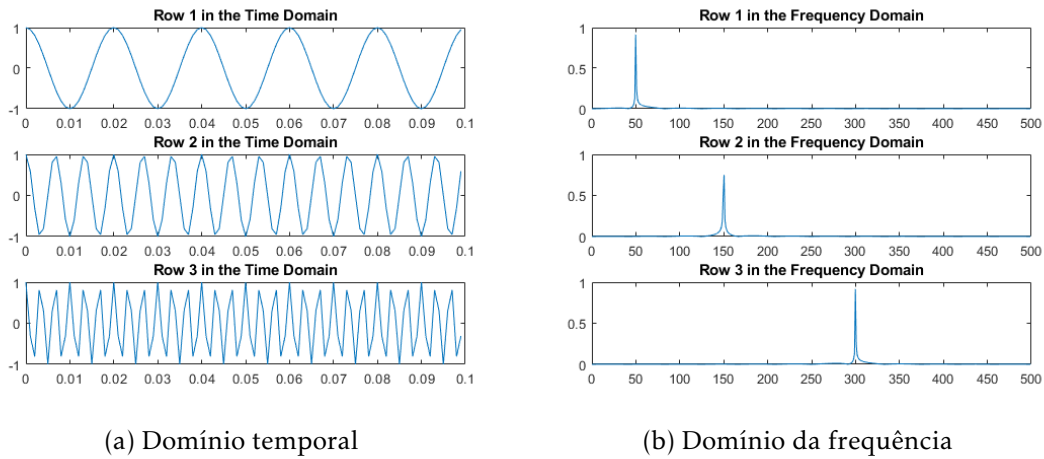 Row 1 in the Time Domain
1
0
-1
0 0.01 0.02 0.03 0.04 0.05 0.06 0.07 0.08 0.09 0.1
Row 2 in the Time Domain
1
0
-1
0 0.01 0.02 0.03 0.04 0.05 0.06 0.07 0.08 0.09 0.1
Row 3 in the Time Domain
1
0
-1
0 0.01 0.02 0.03 0.04 0.05 0.06 0.07 0.08 0.09 0.1
(a) Domínio temporal
Row 1 in the Frequency Domain
1
0.5
0
0 50 100 150 200 250 300 350 400 450 500
Row 2 in the Frequency Domain
1
0.5
0
0 50 100 150 200 250 300 350 400 450 500
Row 3 in the Frequency Domain
1
0.5
0
0 50 100 150 200 250 300 350 400 450 500
(b) Domínio da frequência